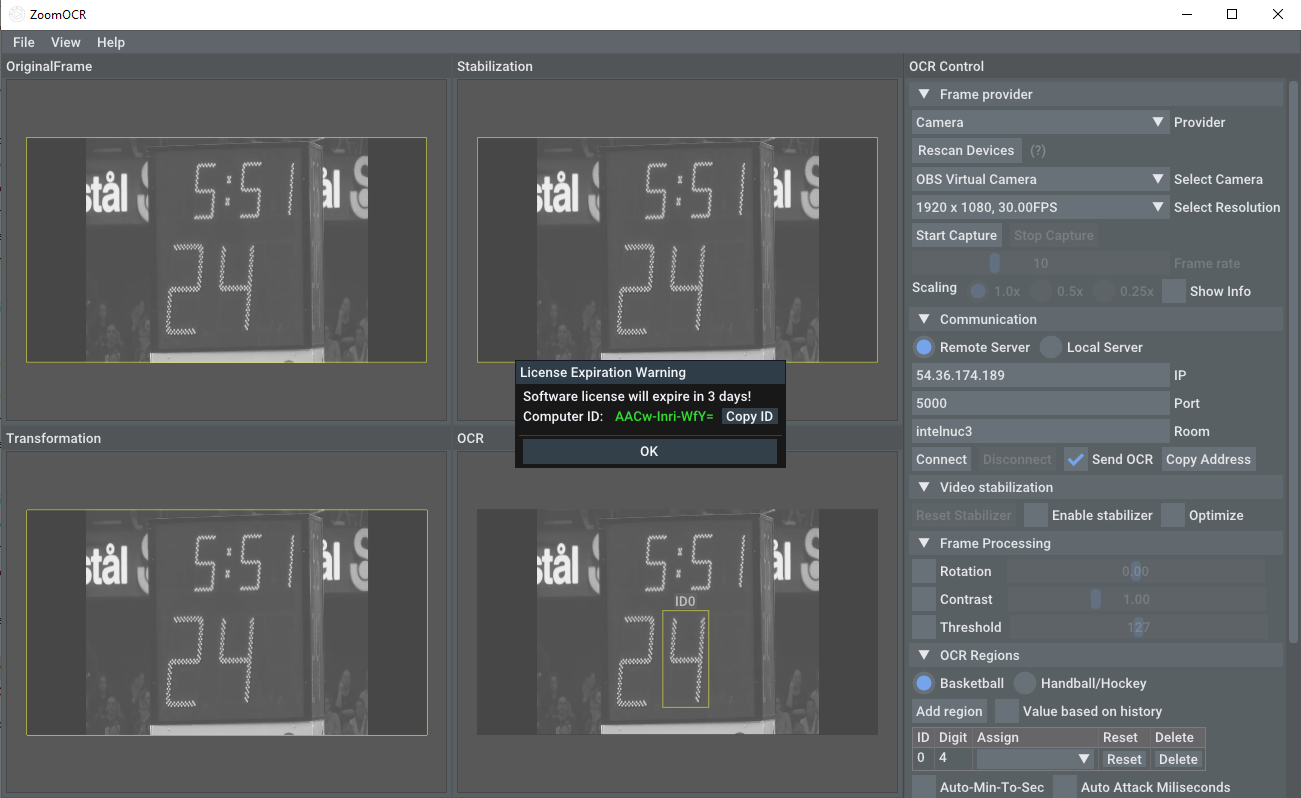 ZoomOCR
File View Help
OriginalFrame
stål
5:51
ål
24
Stabilization
stål
5:51
ål
24
Transformation
stål
5:51
ål
24
OCR
stål
5:51
ål
ID0
24
License Expiration Warning
Software license will expire in 3 days!
Computer ID: AACw-Inri-WfY= Copy ID
OK
OCR Control
Frame provider
Camera Provider
Rescan Devices (?)
OBS Virtual Camera Select Camera
1920 x 1080, 30.00FPS Select Resolution
Start Capture Stop Capture
10 Frame rate
Scaling 1.0x 0.5x 0.25x Show Info
Communication
Remote Server Local Server
54.36.174.189 IP
5000 Port
intelnuc3 Room
Connect Disconnect Send OCR Copy Address
Video stabilization
Reset Stabilizer Enable stabilizer Optimize
Frame Processing
Rotation 0.00
Contrast 1.00
Threshold 127
OCR Regions
Basketball Handball/Hockey
Add region Value based on history
ID Digit Assign Reset Delete
0 4 Reset Delete
Auto-Min-To-Sec Auto Attack Miliseconds